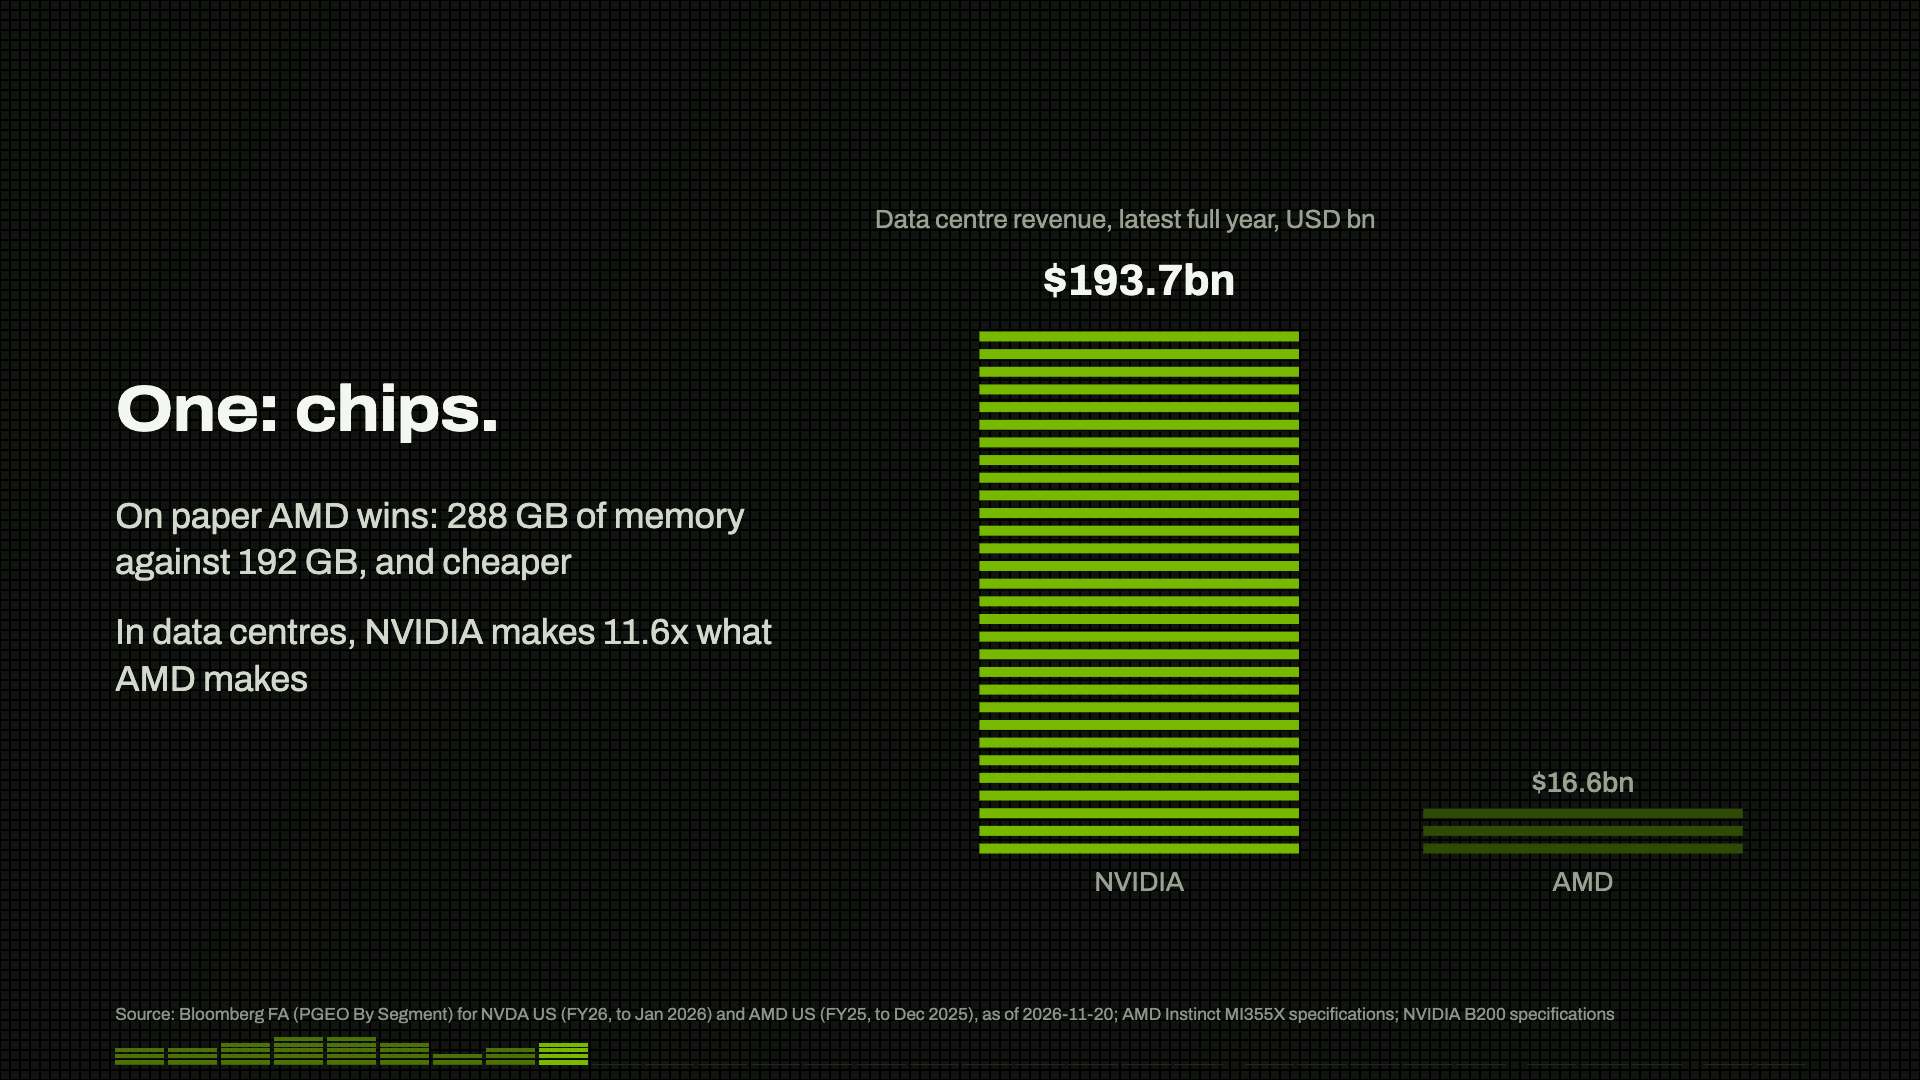 Data centre revenue, latest full year, USD bn
$193.7bn
One: chips.
On paper AMD wins: 288 GB of memory
against 192 GB, and cheaper
In data centres, NVIDIA makes 11.6x what
AMD makes
$16.6bn
NVIDIA
AMD
Source: Bloomberg FA (PGEO By Segment) for NVDA US (FY26, to Jan 2026) and AMD US (FY25, to Dec 2025), as of 2026-11-20; AMD Instinct MI355X specifications; NVIDIA B200 specifications